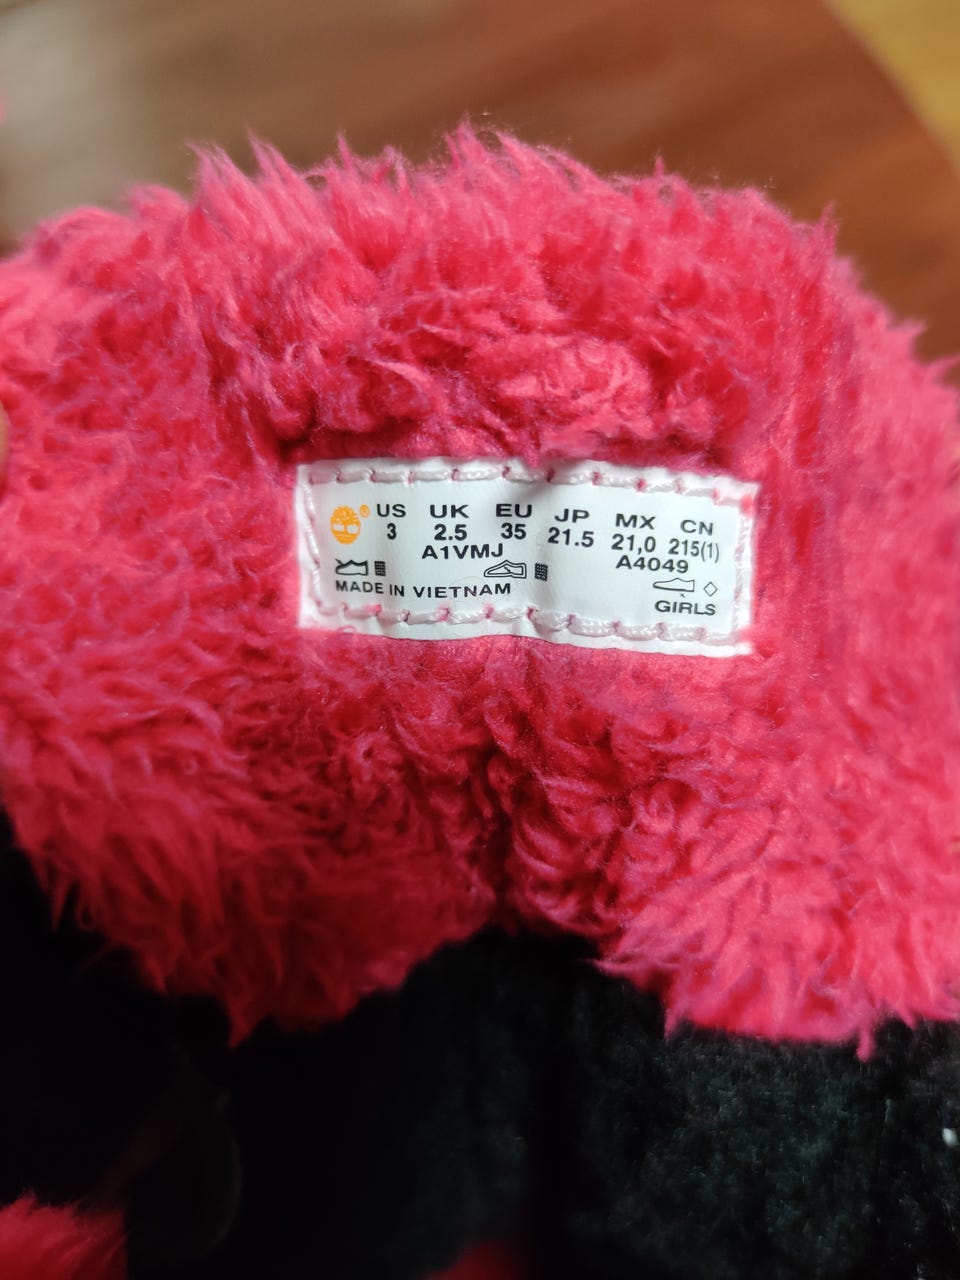 ® US UK EU JP MX CN
3 2.5 35 21.5 21,0 215(1)
A1VMJ A4049
MADE IN VIETNAM
GIRLS